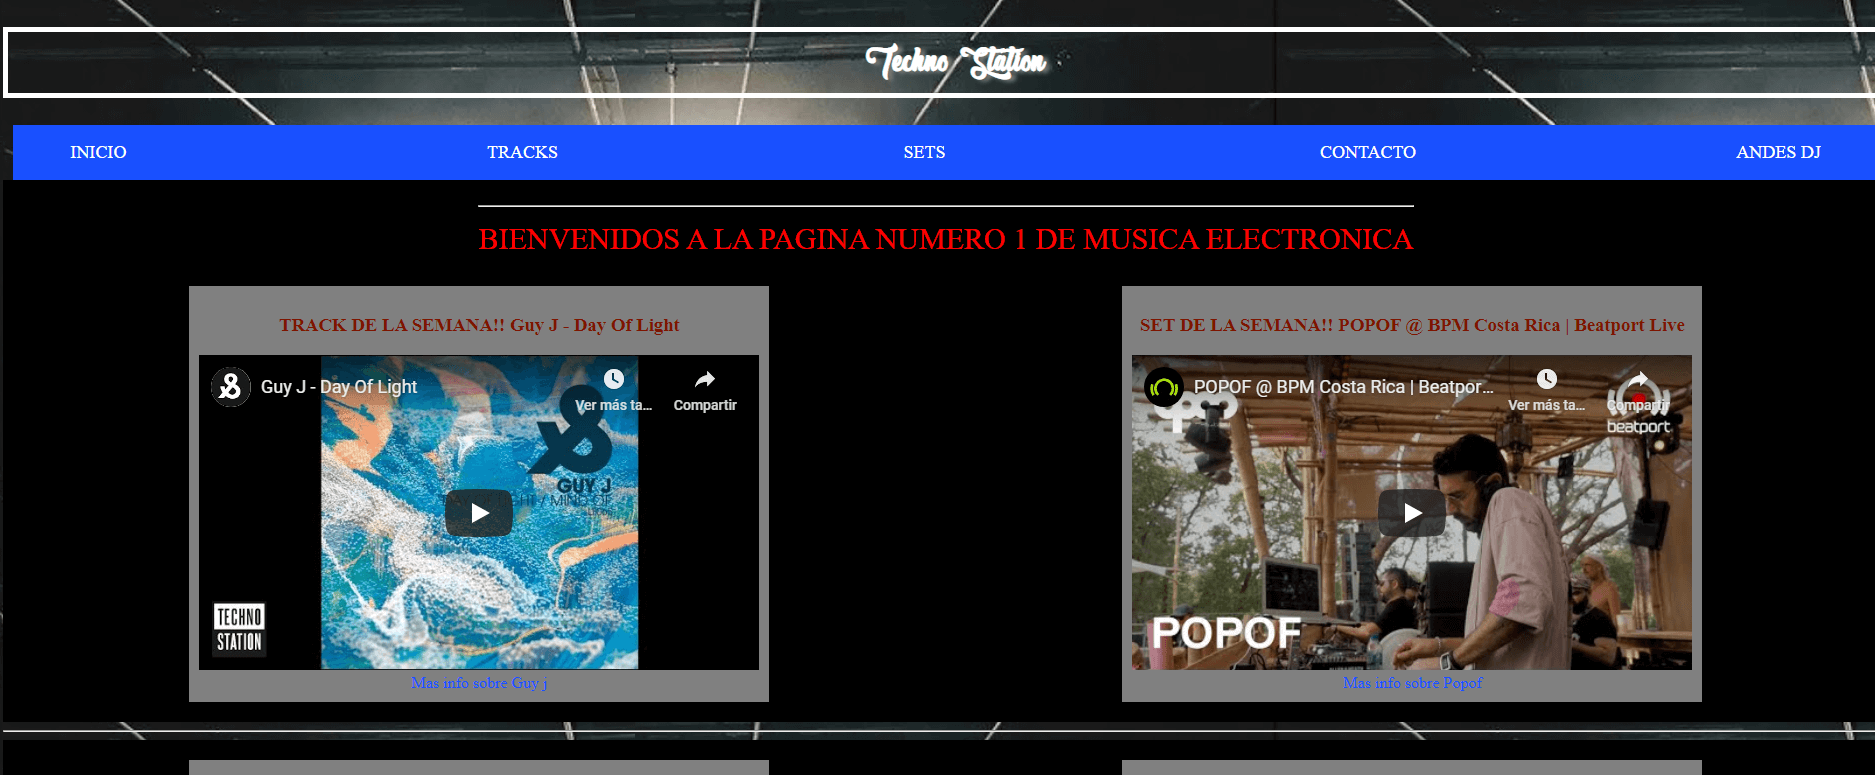 Techno Station
INICIO
TRACKS
SETS
CONTACTO
ANDES DJ
BIENVENIDOS A LA PAGINA NUMERO 1 DE MUSICA ELECTRONICA
TRACK DE LA SEMANA!! Guy J - Day Of Light
Guy J - Day Of Light
Ver más ta...
Compartir
GUY J
LIGHT / MIND OF
TECHNO
STATION
Mas info sobre Guy j
SET DE LA SEMANA!! POPOF @ BPM Costa Rica | Beatport Live
POPOF @ BPM Costa Rica | Beatpor...
Ver más ta...
Compartir
beatport
POPOF
Mas info sobre Popof